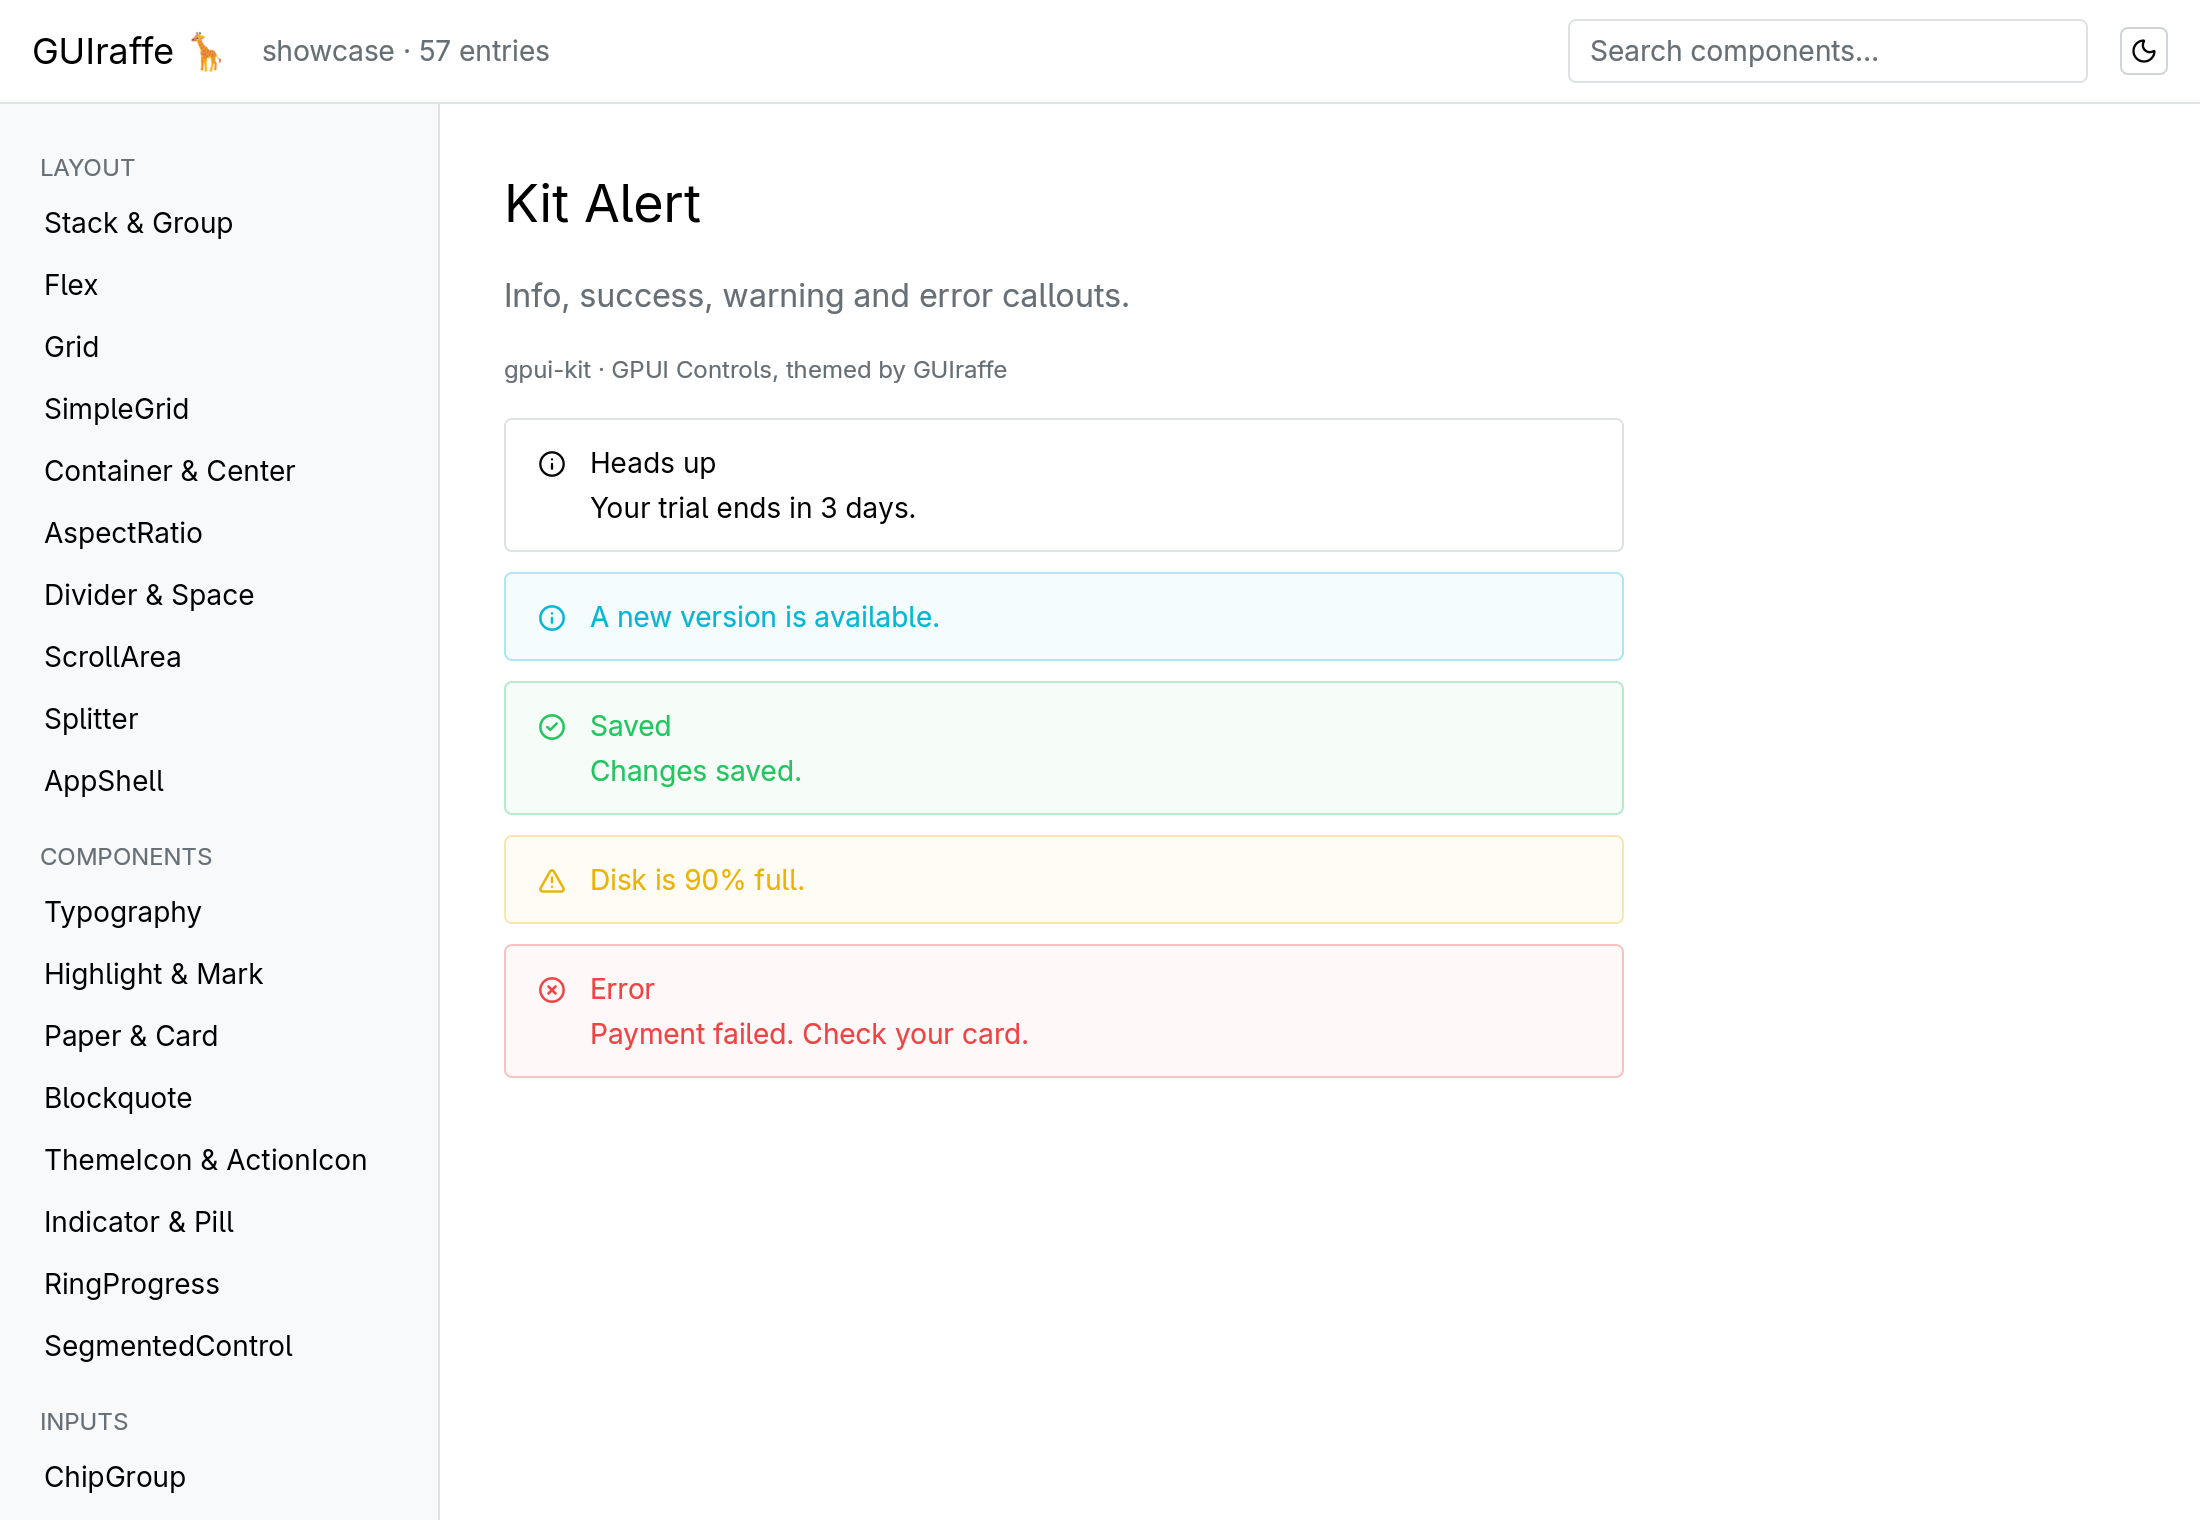 GUIraffe 🦒
showcase · 57 entries
Search components...
LAYOUT
Stack & Group
Flex
Grid
SimpleGrid
Container & Center
AspectRatio
Divider & Space
ScrollArea
Splitter
AppShell
COMPONENTS
Typography
Highlight & Mark
Paper & Card
Blockquote
ThemeIcon & ActionIcon
Indicator & Pill
RingProgress
SegmentedControl
INPUTS
ChipGroup
Kit Alert
Info, success, warning and error callouts.
gpui-kit · GPUI Controls, themed by GUIraffe
Heads up
Your trial ends in 3 days.
A new version is available.
Saved
Changes saved.
Disk is 90% full.
Error
Payment failed. Check your card.